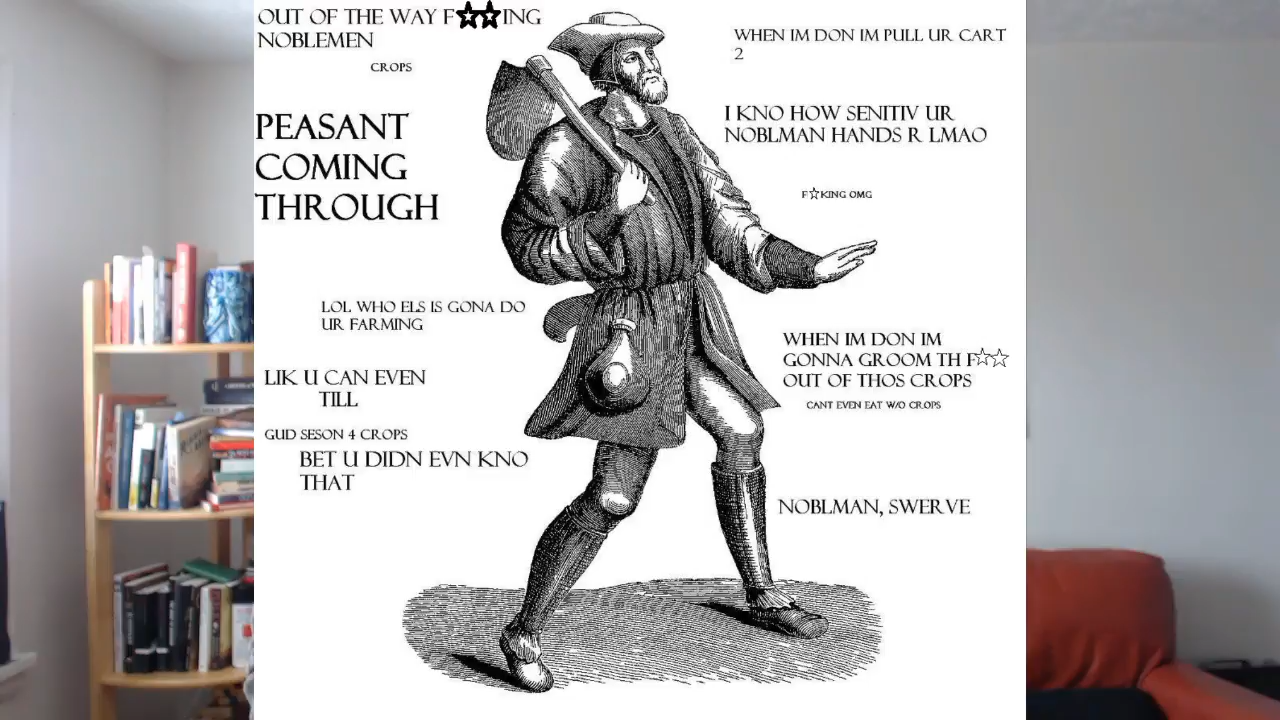 OUT OF THE WAY F☆☆ING
NOBLEMEN
CROPS
PEASANT
COMING
THROUGH
LOL WHO ELS IS GONA DO
UR FARMING
LIK U CAN EVEN
TILL
GUD SESON 4 CROPS
BET U DIDN EVN KNO
THAT
WHEN IM DON IM PULL UR CART
2
I KNO HOW SENITIV UR
NOBLMAN HANDS R LMAO
F☆KING OMG
WHEN IM DON IM
GONNA GROOM TH F☆☆
OUT OF THOS CROPS
CANT EVEN EAT W/O CROPS
NOBLMAN, SWERVE